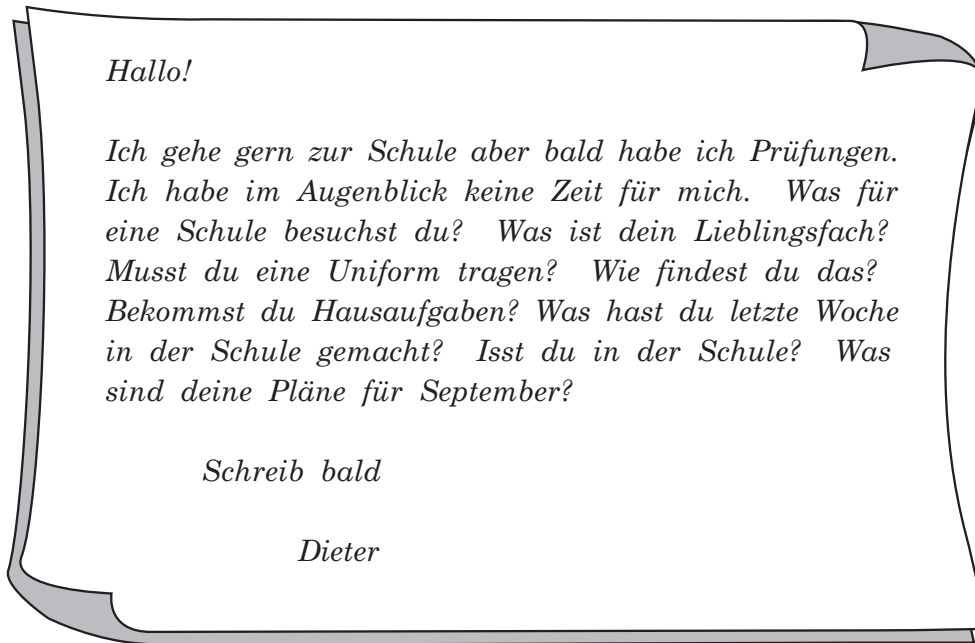 Hallo!
Ich gehe gern zur Schule aber bald habe ich Prüfungen.
Ich habe im Augenblick keine Zeit für mich. Was für
eine Schule besuchst du? Was ist dein Lieblingsfach?
Musst du eine Uniform tragen? Wie findest du das?
Bekommst du Hausaufgaben? Was hast du letzte Woche
in der Schule gemacht? Isst du in der Schule? Was
sind deine Pläne für September?
Schreib bald
Dieter